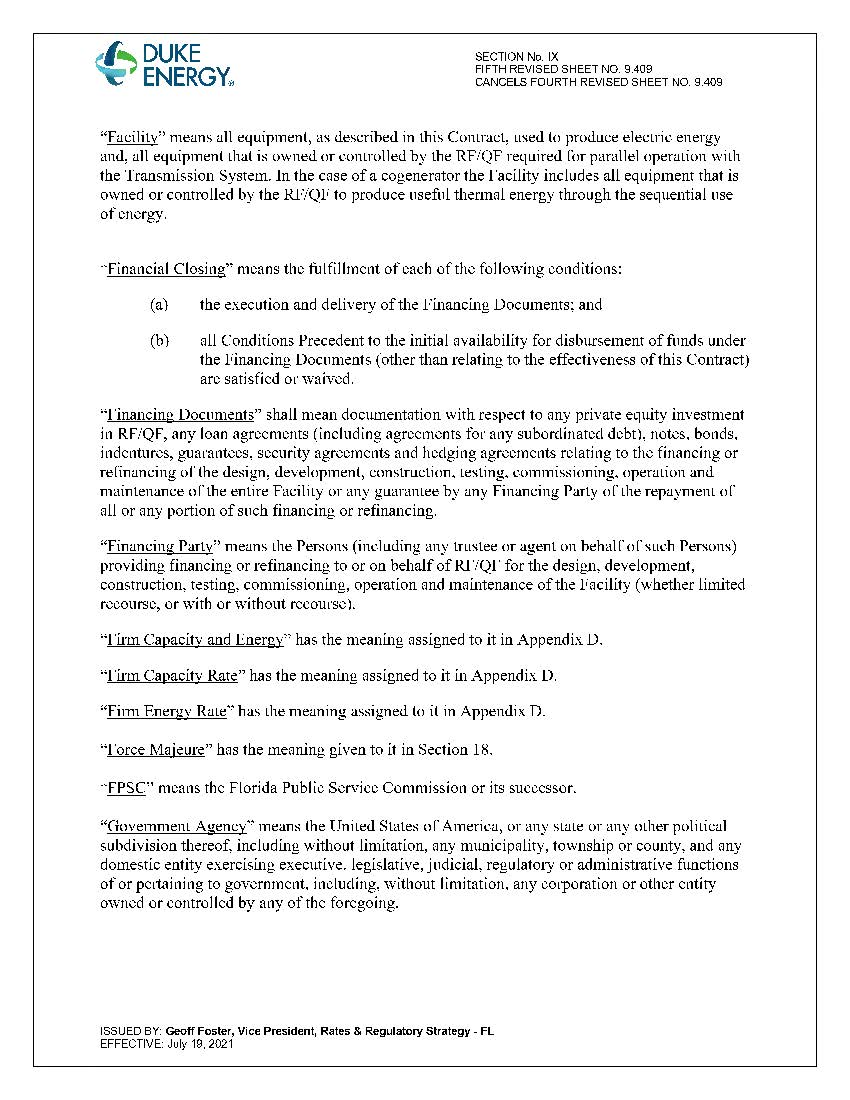 DUKE
ENERGY®
SECTION No. IX
FIFTH REVISED SHEET NO. 9.409
CANCELS FOURTH REVISED SHEET NO. 9.409
“Facility” means all equipment, as described in this Contract, used to produce electric energy
and, all equipment that is owned or controlled by the RF/QF required for parallel operation with
the Transmission System. In the case of a cogenerator the Facility includes all equipment that is
owned or controlled by the RF/QF to produce useful thermal energy through the sequential use
of energy.
“Financial Closing” means the fulfillment of each of the following conditions:
(a) the execution and delivery of the Financing Documents; and
(b) all Conditions Precedent to the initial availability for disbursement of funds under
the Financing Documents (other than relating to the effectiveness of this Contract)
are satisfied or waived.
“Financing Documents” shall mean documentation with respect to any private equity investment
in RF/QF, any loan agreements (including agreements for any subordinated debt), notes, bonds,
indentures, guarantees, security agreements and hedging agreements relating to the financing or
refinancing of the design, development, construction, testing, commissioning, operation and
maintenance of the entire Facility or any guarantee by any Financing Party of the repayment of
all or any portion of such financing or refinancing.
“Financing Party” means the Persons (including any trustee or agent on behalf of such Persons)
providing financing or refinancing to or on behalf of RF/QF for the design, development,
construction, testing, commissioning, operation and maintenance of the Facility (whether limited
recourse, or with or without recourse).
“Firm Capacity and Energy” has the meaning assigned to it in Appendix D.
“Firm Capacity Rate” has the meaning assigned to it in Appendix D.
“Firm Energy Rate” has the meaning assigned to it in Appendix D.
“Force Majeure” has the meaning given to it in Section 18.
“FPSC” means the Florida Public Service Commission or its successor.
“Government Agency” means the United States of America, or any state or any other political
subdivision thereof, including without limitation, any municipality, township or county, and any
domestic entity exercising executive, legislative, judicial, regulatory or administrative functions
of or pertaining to government, including, without limitation, any corporation or other entity
owned or controlled by any of the foregoing.
ISSUED BY: Geoff Foster, Vice President, Rates & Regulatory Strategy - FL
EFFECTIVE: July 19, 2021